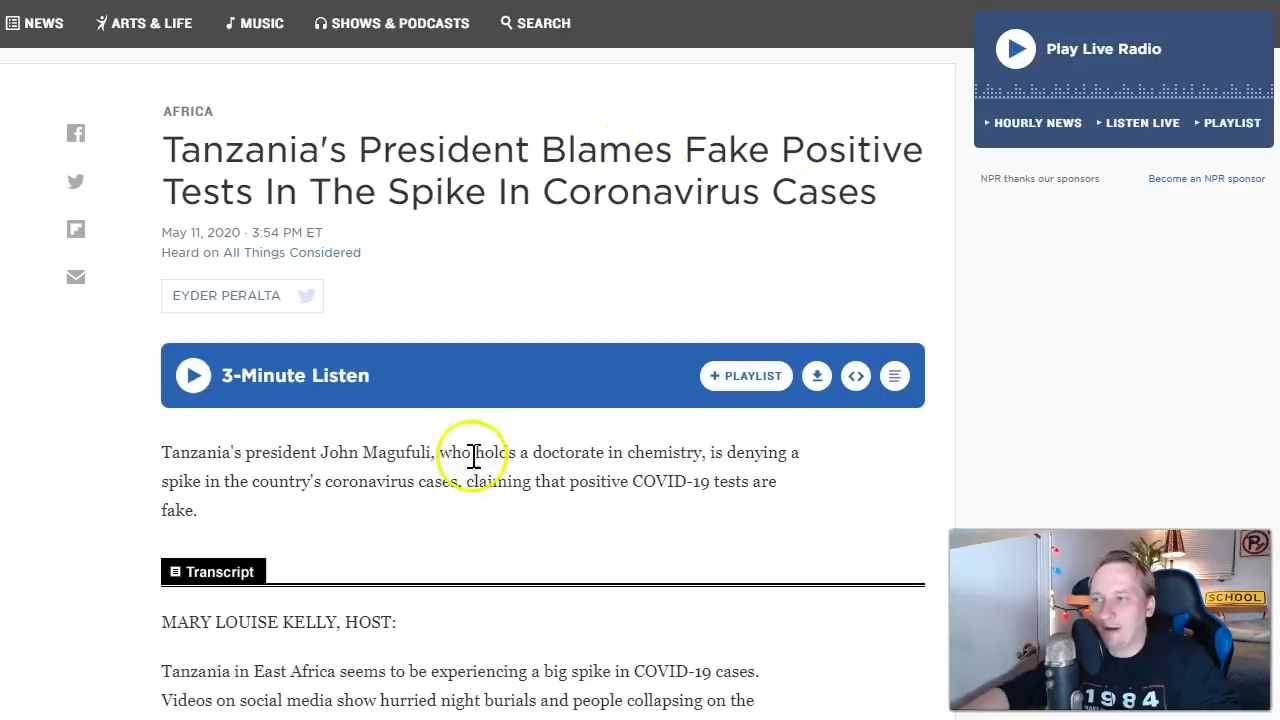 NEWS ARTS & LIFE MUSIC SHOWS & PODCASTS SEARCH
Play Live Radio
HOURLY NEWS LISTEN LIVE PLAYLIST
NPR thanks our sponsors Become an NPR sponsor
AFRICA
Tanzania's President Blames Fake Positive
Tests In The Spike In Coronavirus Cases
May 11, 2020 · 3:54 PM ET
Heard on All Things Considered
EYDER PERALTA
3-Minute Listen
+ PLAYLIST
Tanzania's president John Magufuli, who holds a doctorate in chemistry, is denying a
spike in the country's coronavirus cases, claiming that positive COVID-19 tests are
fake.
Transcript
MARY LOUISE KELLY, HOST:
Tanzania in East Africa seems to be experiencing a big spike in COVID-19 cases.
Videos on social media show hurried night burials and people collapsing on the
SCHOOL
1984